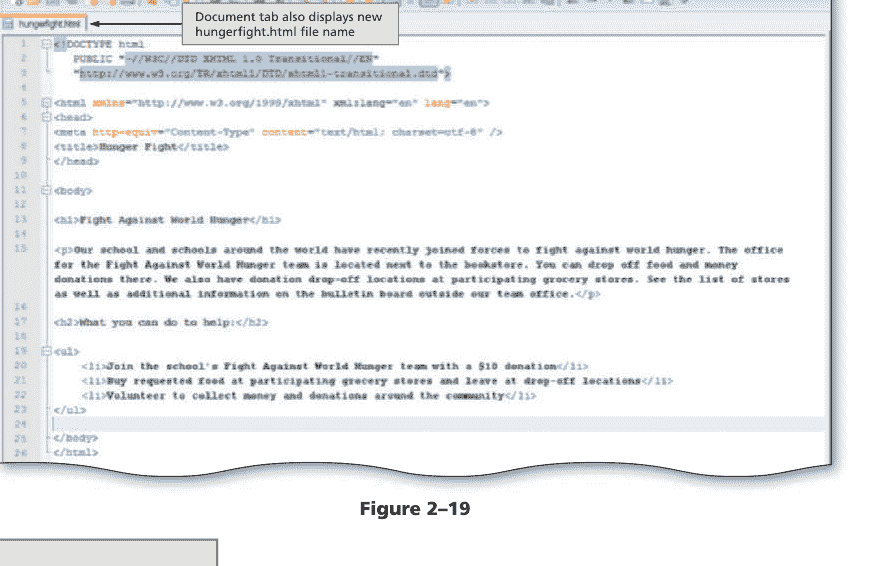 Document tab also displays new
hungerfight.html file name
hungerfight.html
1 <!DOCTYPE html
2 PUBLIC "-//W3C//DTD XHTML 1.0 Transitional//EN"
3 "http://www.w3.org/TR/xhtml1/DTD/xhtml1-transitional.dtd">
4
5 <html xmlns="http://www.w3.org/1999/xhtml" xml:lang="en" lang="en">
6 <head>
7 <meta http-equiv="Content-Type" content="text/html; charset=utf-8" />
8 <title>Hunger Fight</title>
9 </head>
10
11 <body>
12
13 <h1>Fight Against World Hunger</h1>
14
15 <p>Our school and schools around the world have recently joined forces to fight against world hunger. The office
for the Fight Against World Hunger team is located next to the bookstore. You can drop off food and money
donations there. We also have donation drop-off locations at participating grocery stores. See the list of stores
as well as additional information on the bulletin board outside our team office.</p>
16
17 <h2>What you can do to help:</h2>
18
19 <ul>
20 <li>Join the school's Fight Against World Hunger team with a $10 donation</li>
21 <li>Buy requested food at participating grocery stores and leave at drop-off locations</li>
22 <li>Volunteer to collect money and donations around the community</li>
23 </ul>
24
25 </body>
26 </html>
Figure 2–19